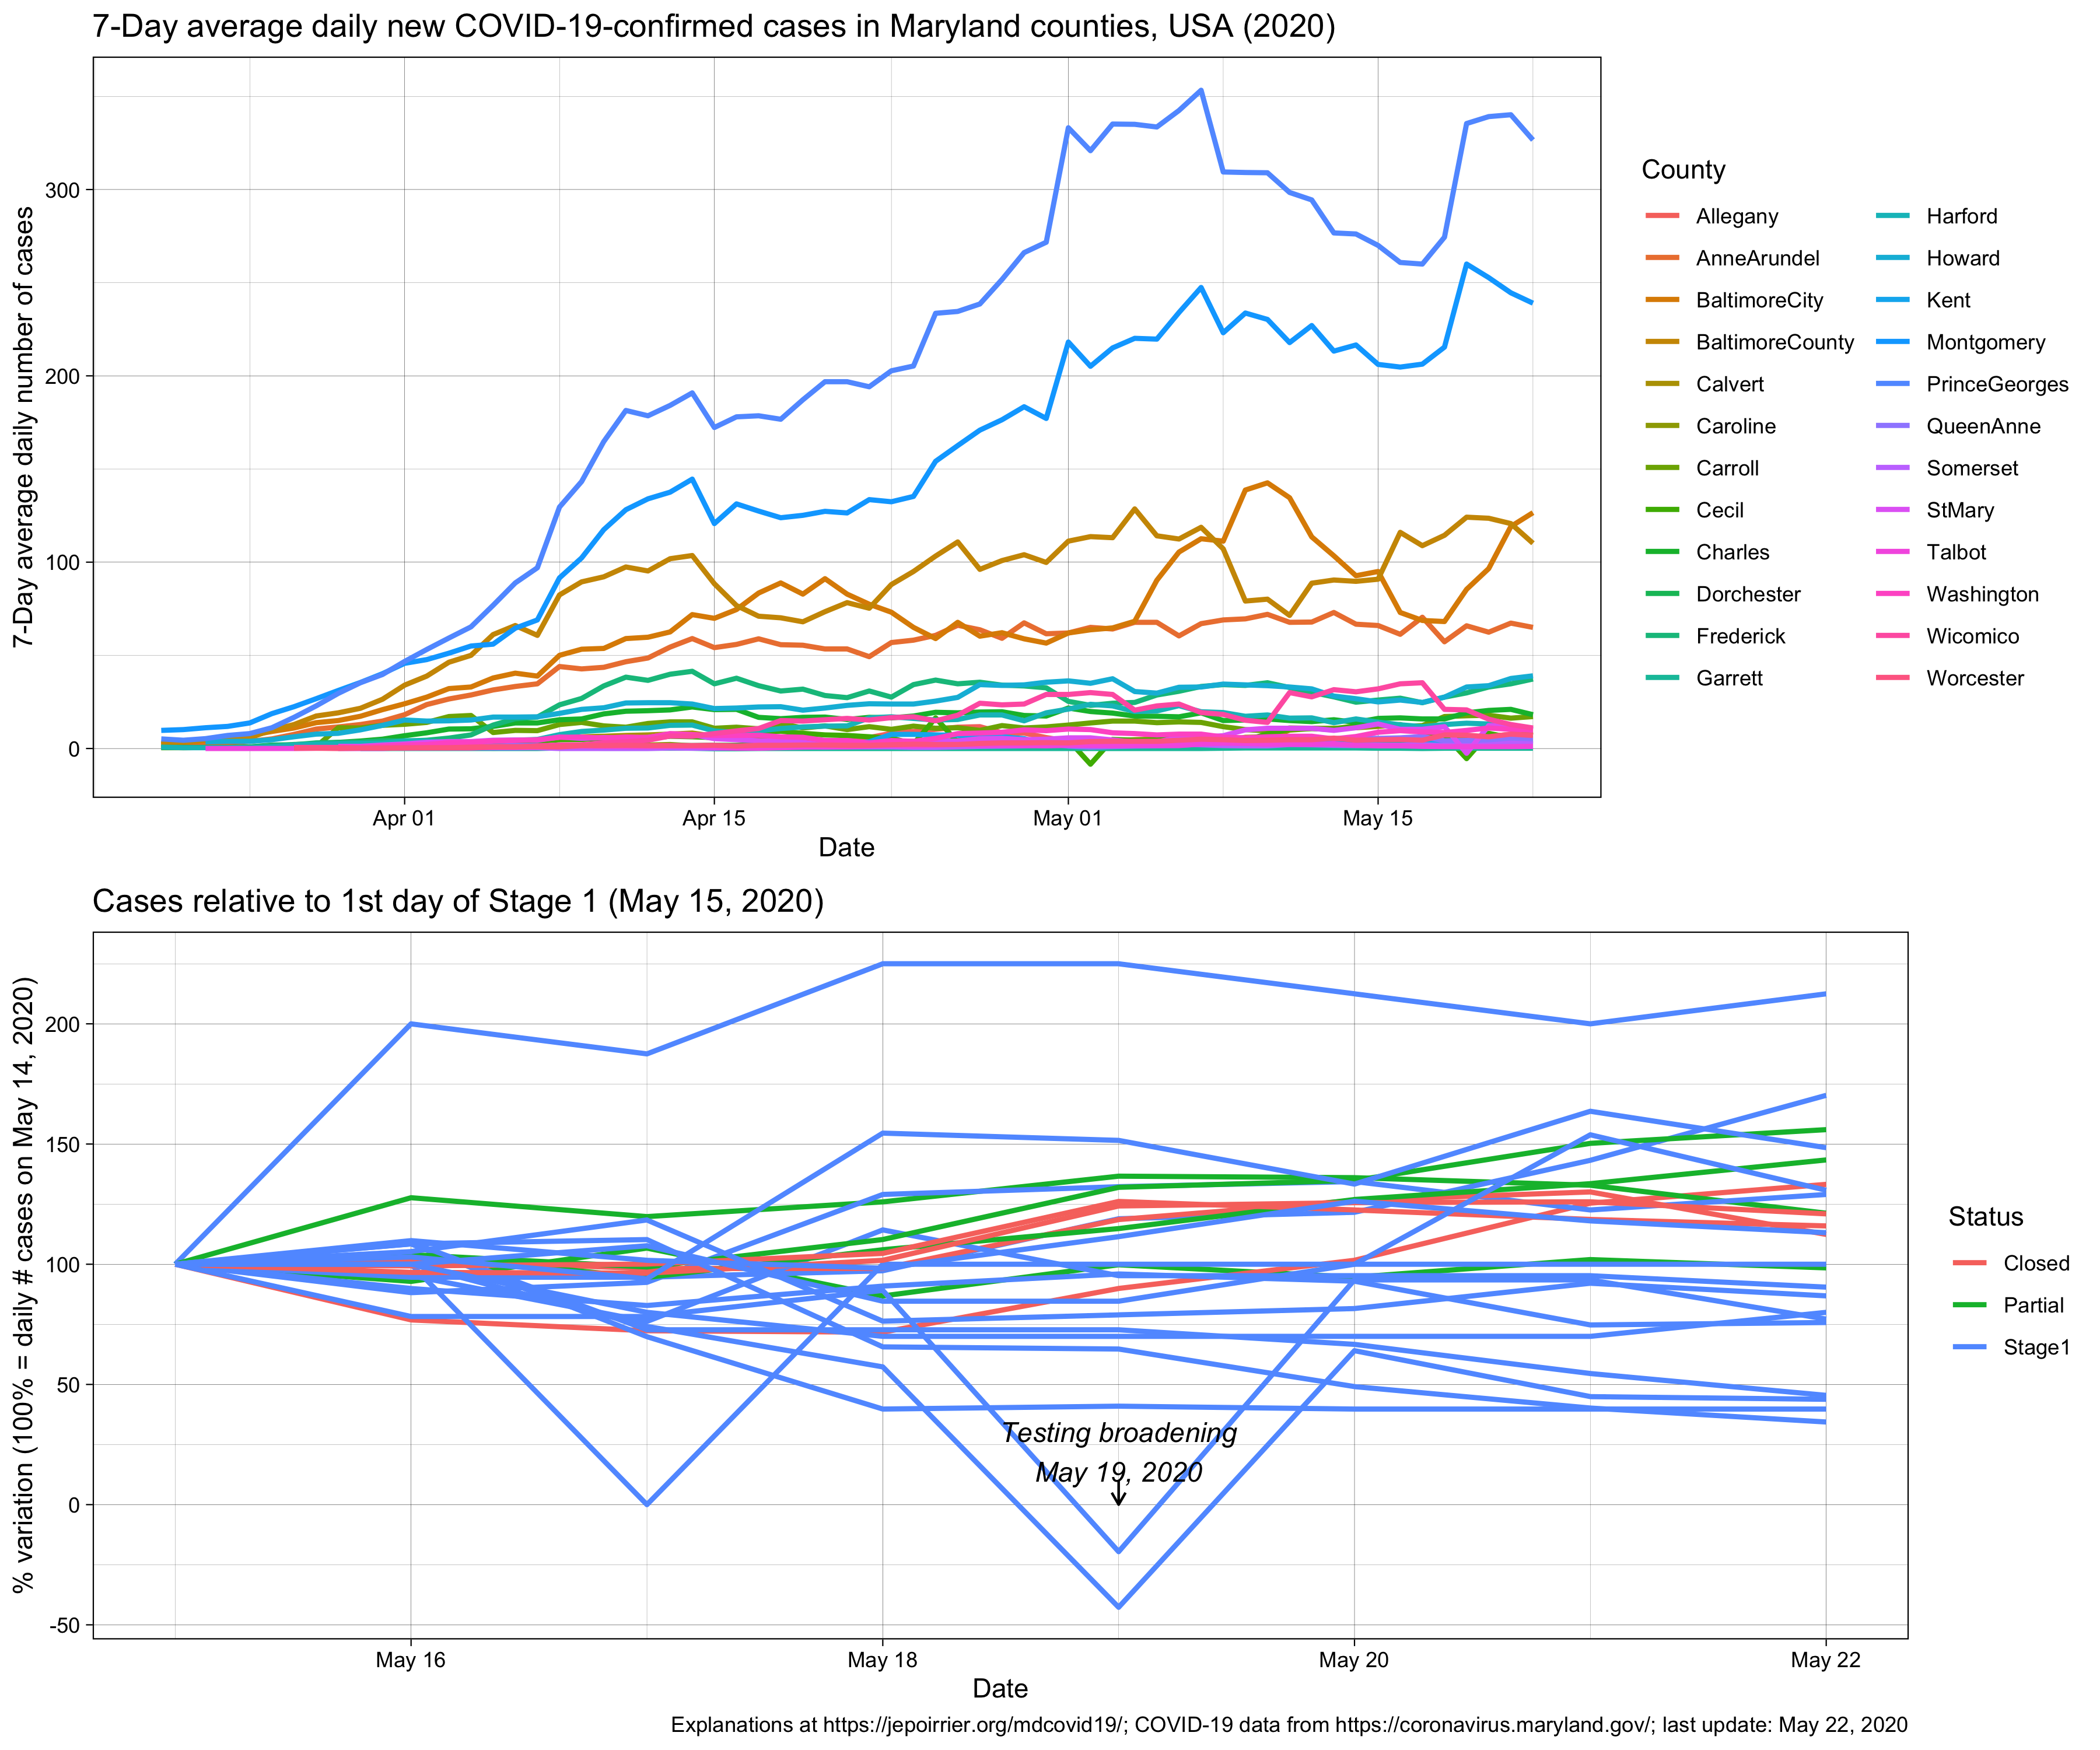 7-Day average daily new COVID-19-confirmed cases in Maryland counties, USA (2020)
7-Day average daily number of cases
300
200
100
0
Apr 01
Apr 15
May 01
May 15
Date
County
Allegany
AnneArundel
BaltimoreCity
BaltimoreCounty
Calvert
Caroline
Carroll
Cecil
Charles
Dorchester
Frederick
Garrett
Harford
Howard
Kent
Montgomery
PrinceGeorges
QueenAnne
Somerset
StMary
Talbot
Washington
Wicomico
Worcester
Cases relative to 1st day of Stage 1 (May 15, 2020)
% variation (100% = daily # cases on May 14, 2020)
200
150
100
50
0
-50
Testing broadening
May 19, 2020
May 16
May 18
May 20
May 22
Date
Status
Closed
Partial
Stage1
Explanations at https://jepoirrier.org/mdcovid19/; COVID-19 data from https://coronavirus.maryland.gov/; last update: May 22, 2020